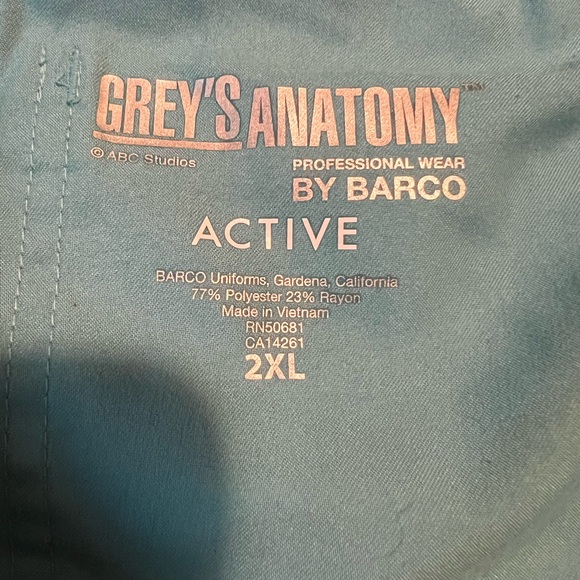 GREY'S ANATOMY™
© ABC Studios
PROFESSIONAL WEAR
BY BARCO
ACTIVE
BARCO Uniforms, Gardena, California
77% Polyester 23% Rayon
Made in Vietnam
RN50681
CA14261
2XL